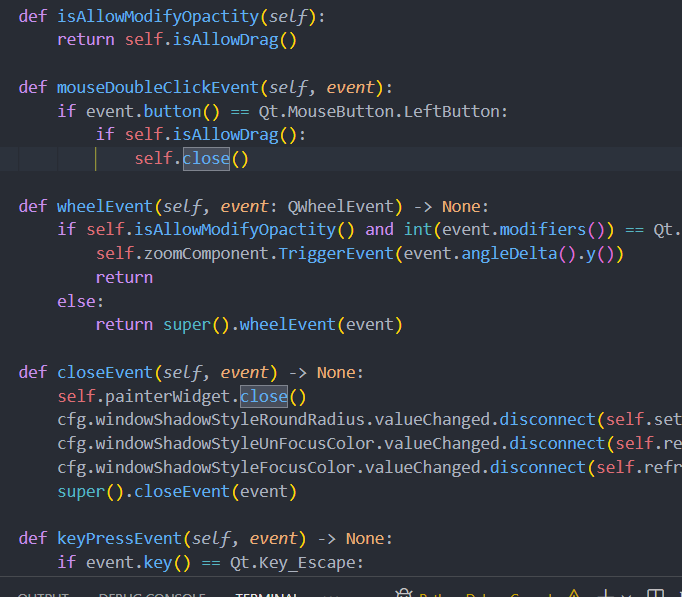 def isAllowModifyOpactity(self):
    return self.isAllowDrag()

def mouseDoubleClickEvent(self, event):
    if event.button() == Qt.MouseButton.LeftButton:
        if self.isAllowDrag():
            self.close()

def wheelEvent(self, event: QWheelEvent) -> None:
    if self.isAllowModifyOpactity() and int(event.modifiers()) == Qt.
        self.zoomComponent.TriggerEvent(event.angleDelta().y())
        return
    else:
        return super().wheelEvent(event)

def closeEvent(self, event) -> None:
    self.painterWidget.close()
    cfg.windowShadowStyleRoundRadius.valueChanged.disconnect(self.set
    cfg.windowShadowStyleUnFocusColor.valueChanged.disconnect(self.re
    cfg.windowShadowStyleFocusColor.valueChanged.disconnect(self.refr
    super().closeEvent(event)

def keyPressEvent(self, event) -> None:
    if event.key() == Qt.Key_Escape:
OUTPUT DEBUG CONSOLE TERMINAL